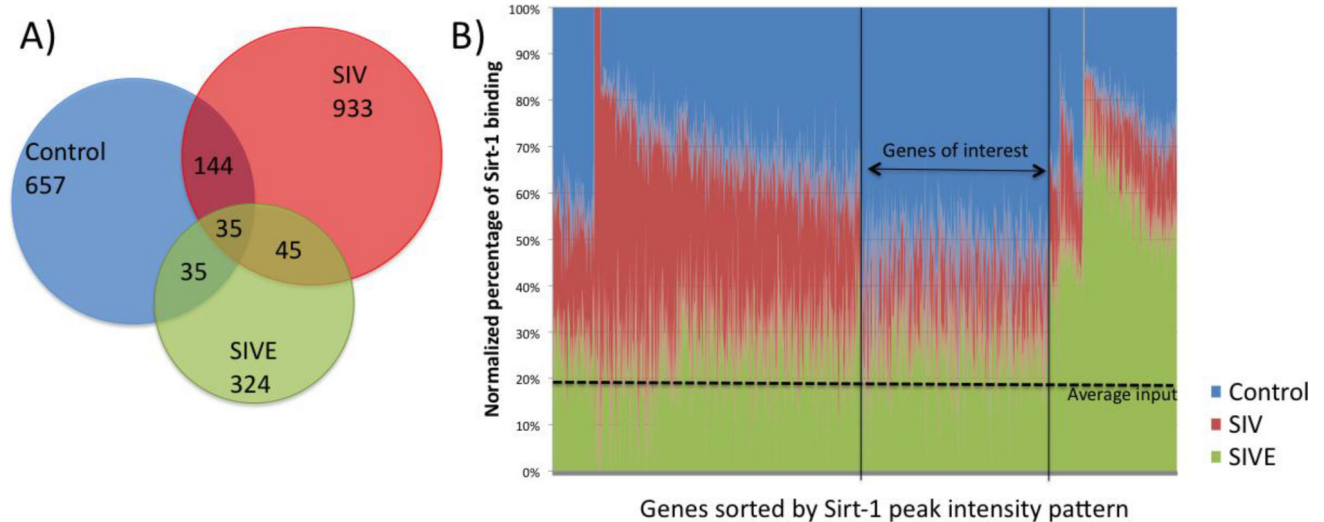 A)
Control
657
SIV
933
144
35
35
45
SIVE
324
B)
Normalized percentage of Sirt-1 binding
100%
90%
80%
70%
60%
50%
40%
30%
20%
10%
0%
Genes of interest
Average input
Control
SIV
SIVE
Genes sorted by Sirt-1 peak intensity pattern